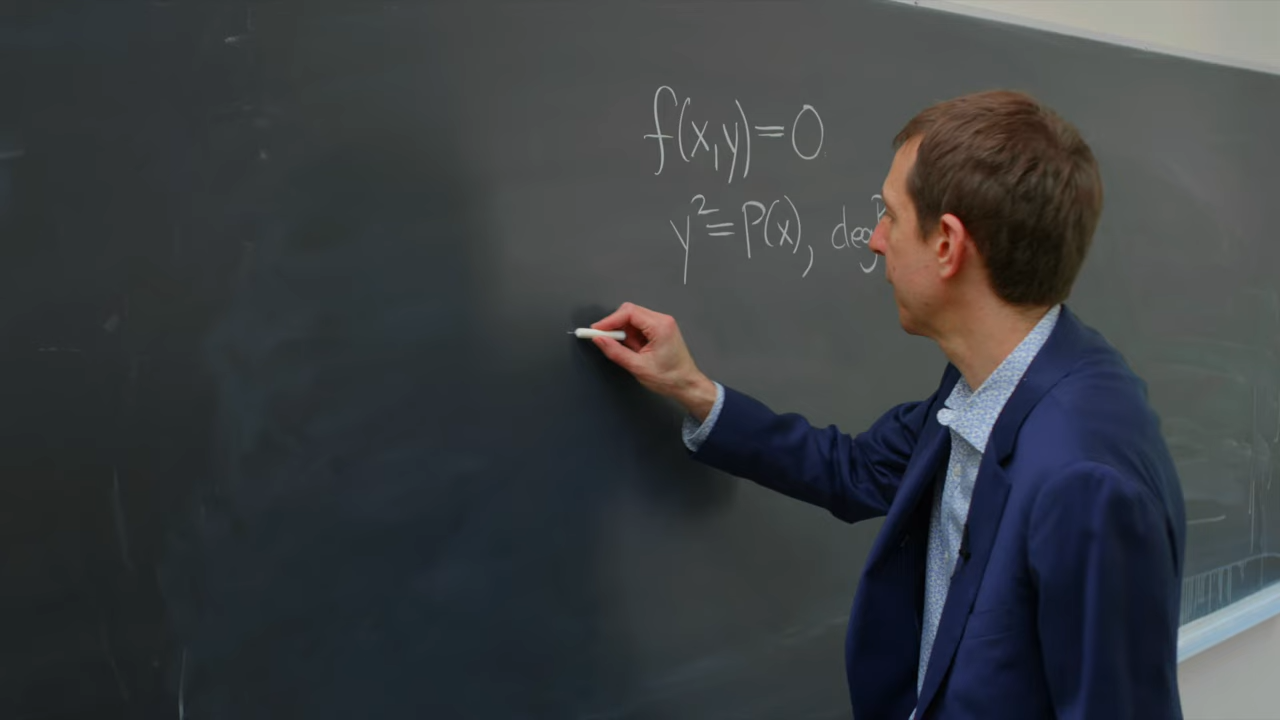 f(x,y)=0
y²=P(x), deg